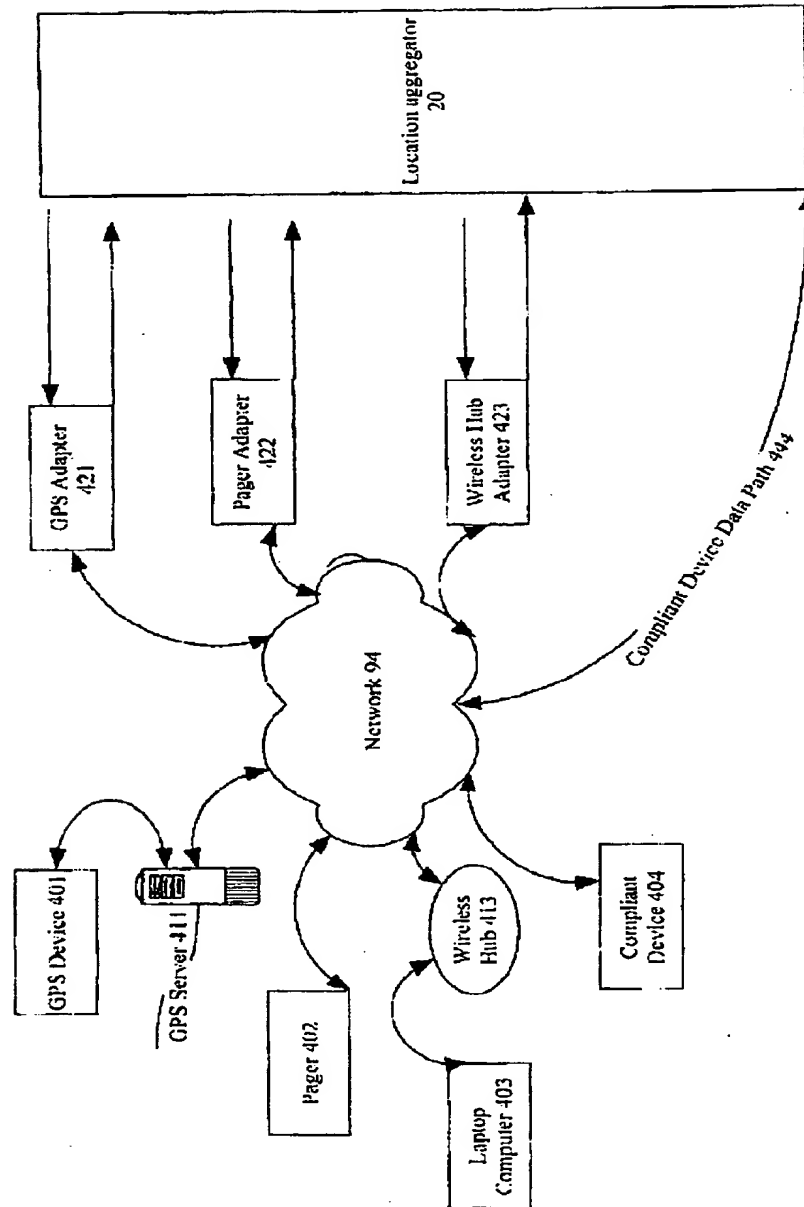 GPS Device 401
GPS Server 411
Pager 402
Laptop
Computer 403
Wireless
Hub 413
Compliant
Device 404
Network 94
GPS Adapter
421
Pager Adapter
422
Wireless Hub
Adapter 423
Compliant Device Data Path 444
Location aggregator
20